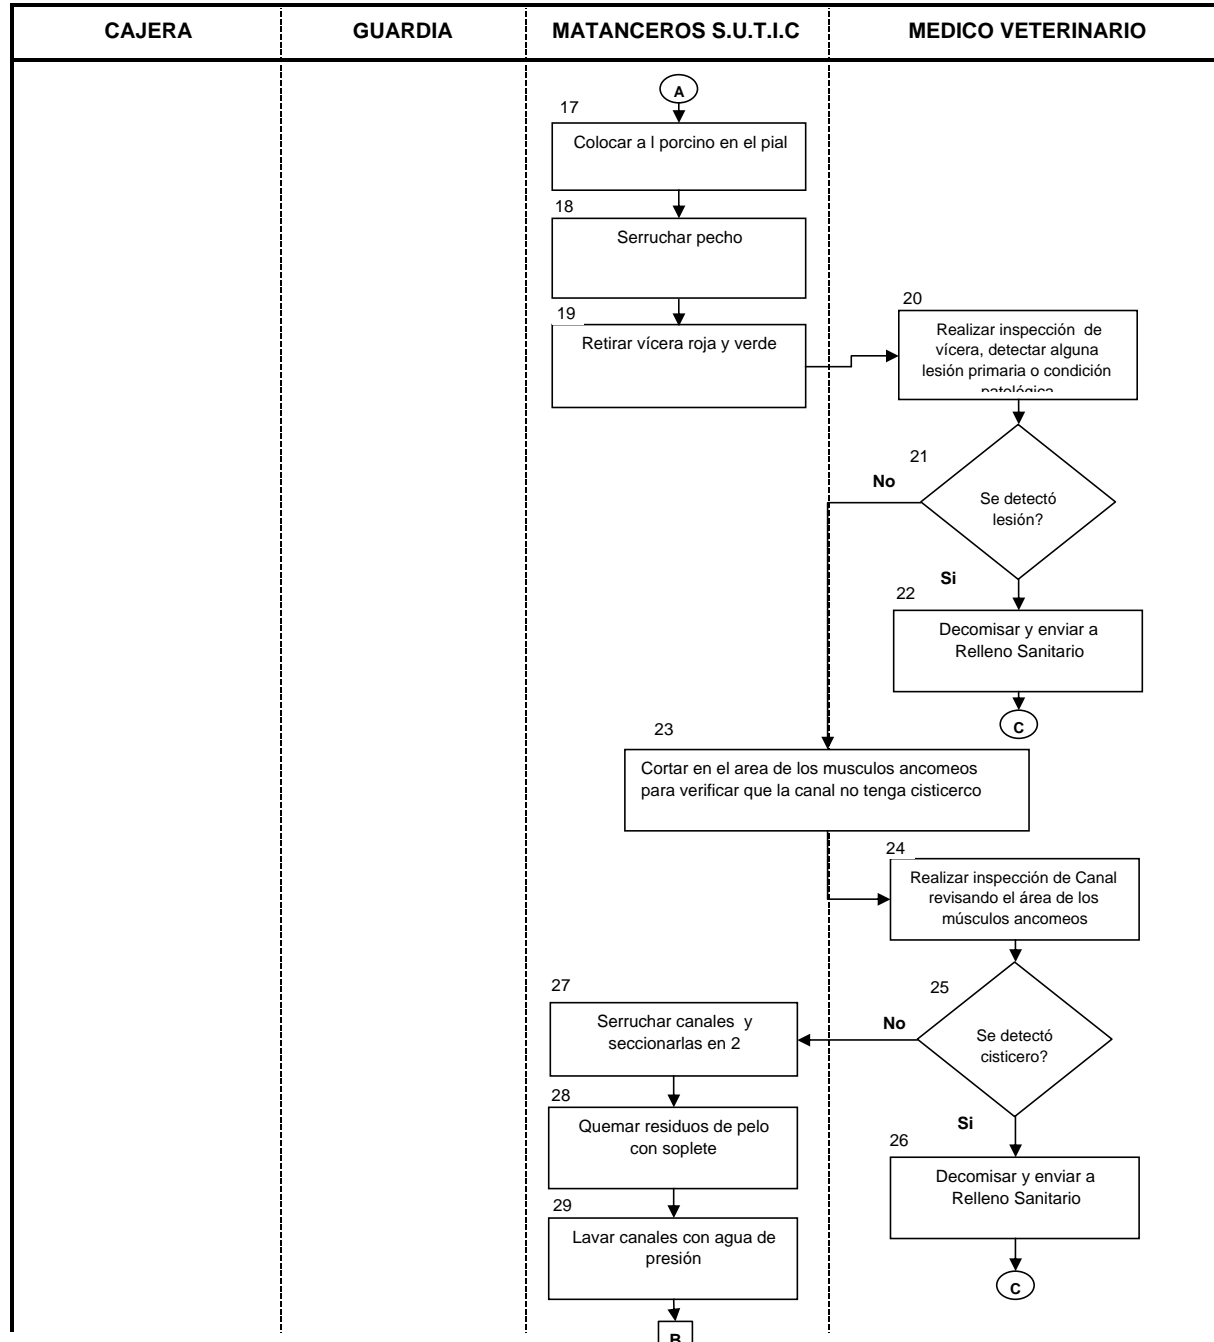 CAJERA
GUARDIA
MATANCEROS S.U.T.I.C
MEDICO VETERINARIO
A
17
Colocar a l porcino en el pial
18
Serruchar pecho
19
Retirar vícera roja y verde
20
Realizar inspección de
vícera, detectar alguna
lesión primaria o condición
patológica
21
No
Se detectó
lesión?
Si
22
Decomisar y enviar a
Relleno Sanitario
C
23
Cortar en el area de los musculos ancomeos
para verificar que la canal no tenga cisticerco
24
Realizar inspección de Canal
revisando el área de los
músculos ancomeos
25
No
Se detectó
cisticero?
Si
26
Decomisar y enviar a
Relleno Sanitario
C
27
Serruchar canales y
seccionarlas en 2
28
Quemar residuos de pelo
con soplete
29
Lavar canales con agua de
presión
B